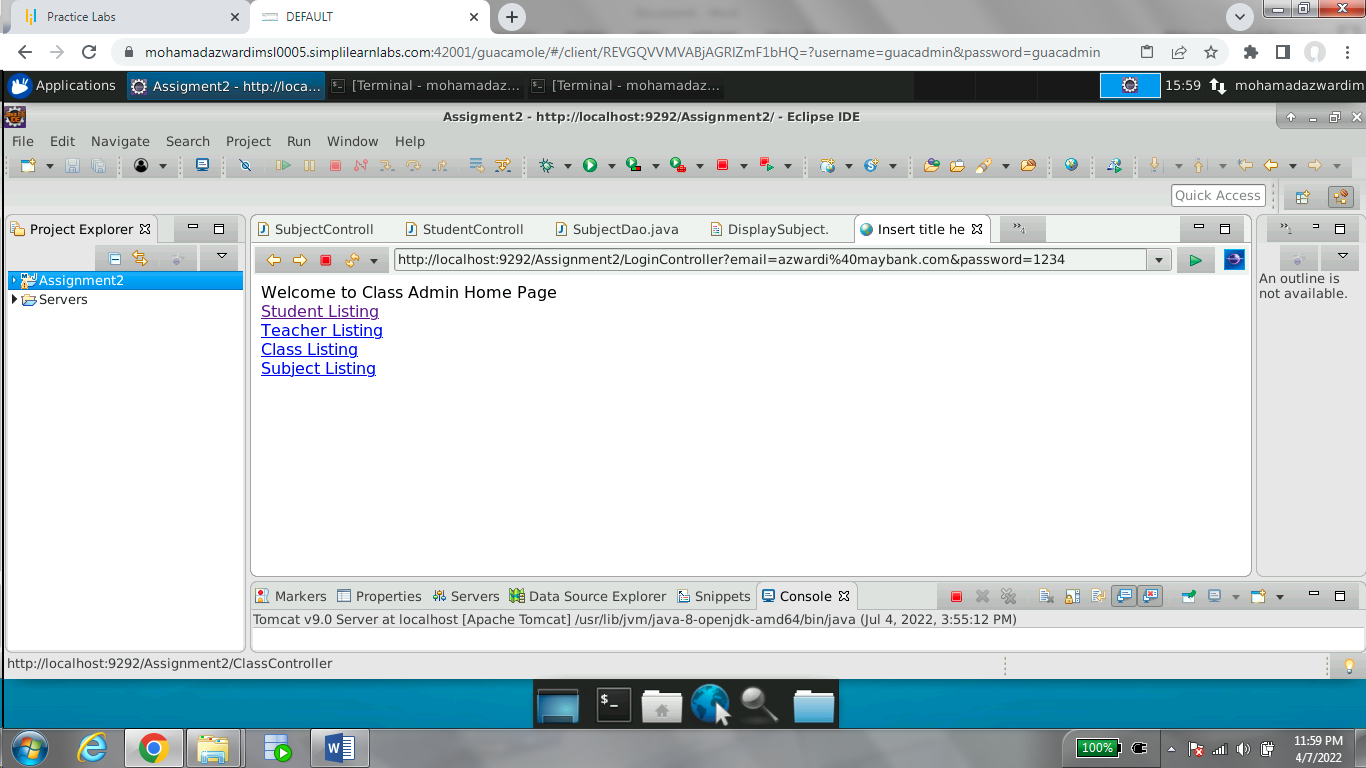 Practice Labs
DEFAULT
mohamadazwardimsl0005.simplilearnlabs.com:42001/guacamole/#/client/REVGQVVMVABjAGRlZmF1bHQ=?username=guacadmin&password=guacadmin
Applications
Assigment2 - http://loca...
[Terminal - mohamadaz...
[Terminal - mohamadaz...
15:59
mohamadazwardim
Assigment2 - http://localhost:9292/Assignment2/ - Eclipse IDE
File Edit Navigate Search Project Run Window Help
Quick Access
Project Explorer
SubjectControll
StudentControll
SubjectDao.java
DisplaySubject.
Insert title he
»4
»1
http://localhost:9292/Assignment2/LoginController?email=azwardi%40maybank.com&password=1234
Assignment2
Servers
Welcome to Class Admin Home Page
Student Listing
Teacher Listing
Class Listing
Subject Listing
An outline is
not available.
Markers
Properties
Servers
Data Source Explorer
Snippets
Console
Tomcat v9.0 Server at localhost [Apache Tomcat] /usr/lib/jvm/java-8-openjdk-amd64/bin/java (Jul 4, 2022, 3:55:12 PM)
http://localhost:9292/Assignment2/ClassController
100%
11:59 PM
4/7/2022